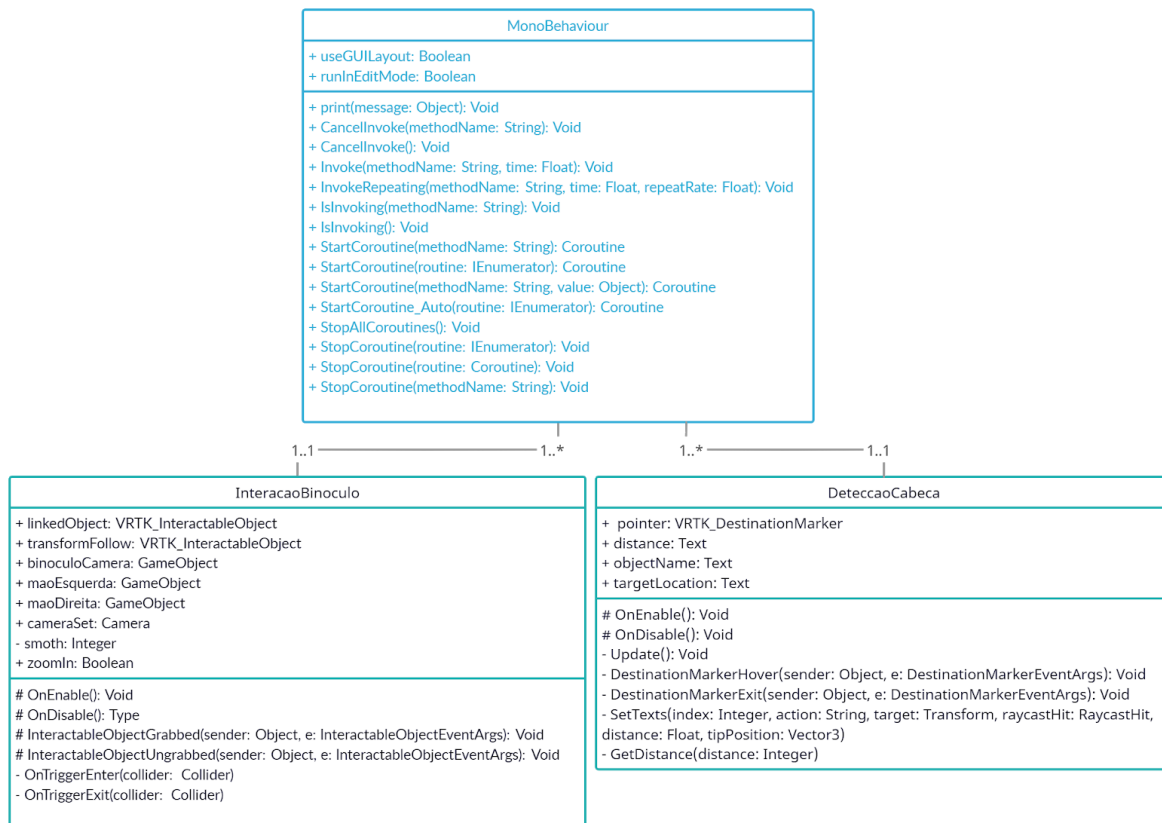 MonoBehaviour
+ useGUILayout: Boolean
+ runInEditMode: Boolean
+ print(message: Object): Void
+ CancelInvoke(methodName: String): Void
+ CancelInvoke(): Void
+ Invoke(methodName: String, time: Float): Void
+ InvokeRepeating(methodName: String, time: Float, repeatRate: Float): Void
+ IsInvoking(methodName: String): Void
+ IsInvoking(): Void
+ StartCoroutine(methodName: String): Coroutine
+ StartCoroutine(routine: IEnumerator): Coroutine
+ StartCoroutine(methodName: String, value: Object): Coroutine
+ StartCoroutine_Auto(routine: IEnumerator): Coroutine
+ StopAllCoroutines(): Void
+ StopCoroutine(routine: IEnumerator): Void
+ StopCoroutine(routine: Coroutine): Void
+ StopCoroutine(methodName: String): Void
1..1 1..* 1..* 1..1
InteracaoBinoculo
+ linkedObject: VRTK_InteractableObject
+ transformFollow: VRTK_InteractableObject
+ binoculoCamera: GameObject
+ maoEsquerda: GameObject
+ maoDireita: GameObject
+ cameraSet: Camera
- smoth: Integer
+ zoomIn: Boolean
# OnEnable(): Void
# OnDisable(): Type
# InteractableObjectGrabbed(sender: Object, e: InteractableObjectEventArgs): Void
# InteractableObjectUngrabbed(sender: Object, e: InteractableObjectEventArgs): Void
- OnTriggerEnter(collider: Collider)
- OnTriggerExit(collider: Collider)
DeteccaoCabeca
+ pointer: VRTK_DestinationMarker
+ distance: Text
+ objectName: Text
+ targetLocation: Text
# OnEnable(): Void
# OnDisable(): Void
- Update(): Void
- DestinationMarkerHover(sender: Object, e: DestinationMarkerEventArgs): Void
- DestinationMarkerExit(sender: Object, e: DestinationMarkerEventArgs): Void
- SetTexts(index: Integer, action: String, target: Transform, raycastHit: RaycastHit,
distance: Float, tipPosition: Vector3)
- GetDistance(distance: Integer)